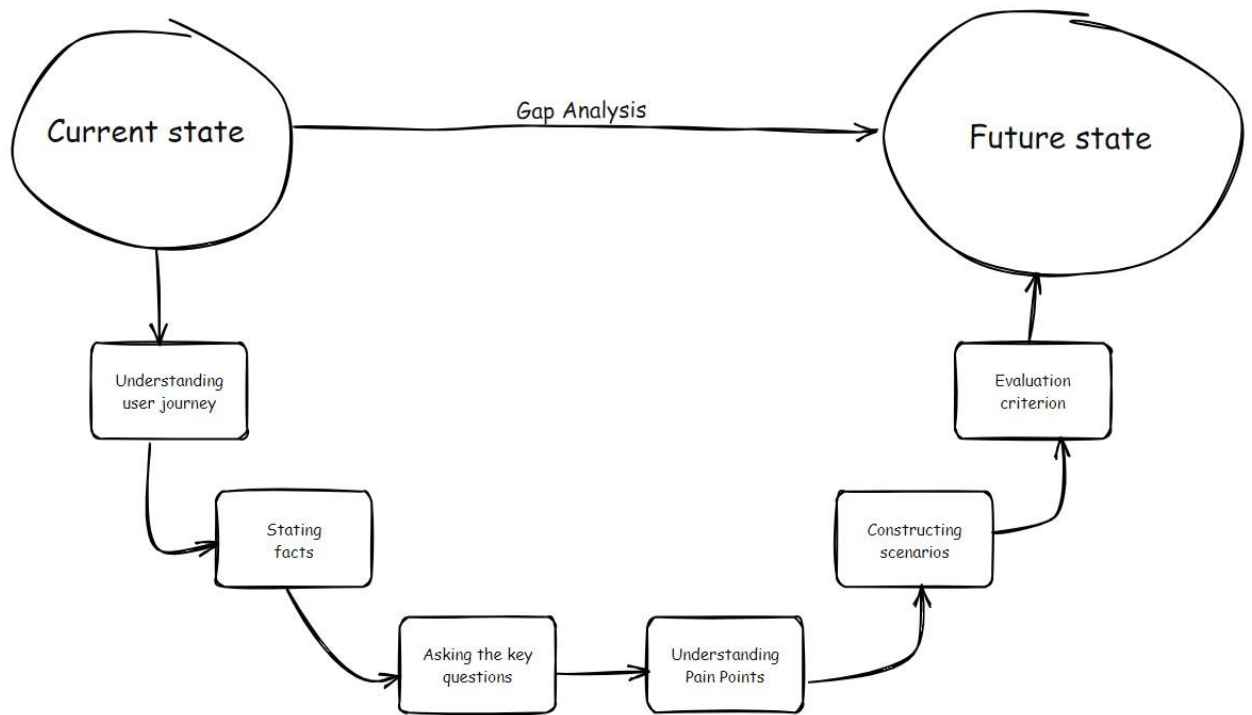 Gap Analysis
Current state
Future state
Understanding
user journey
Evaluation
criterion
Stating
facts
Constructing
scenarios
Asking the key
questions
Understanding
Pain Points